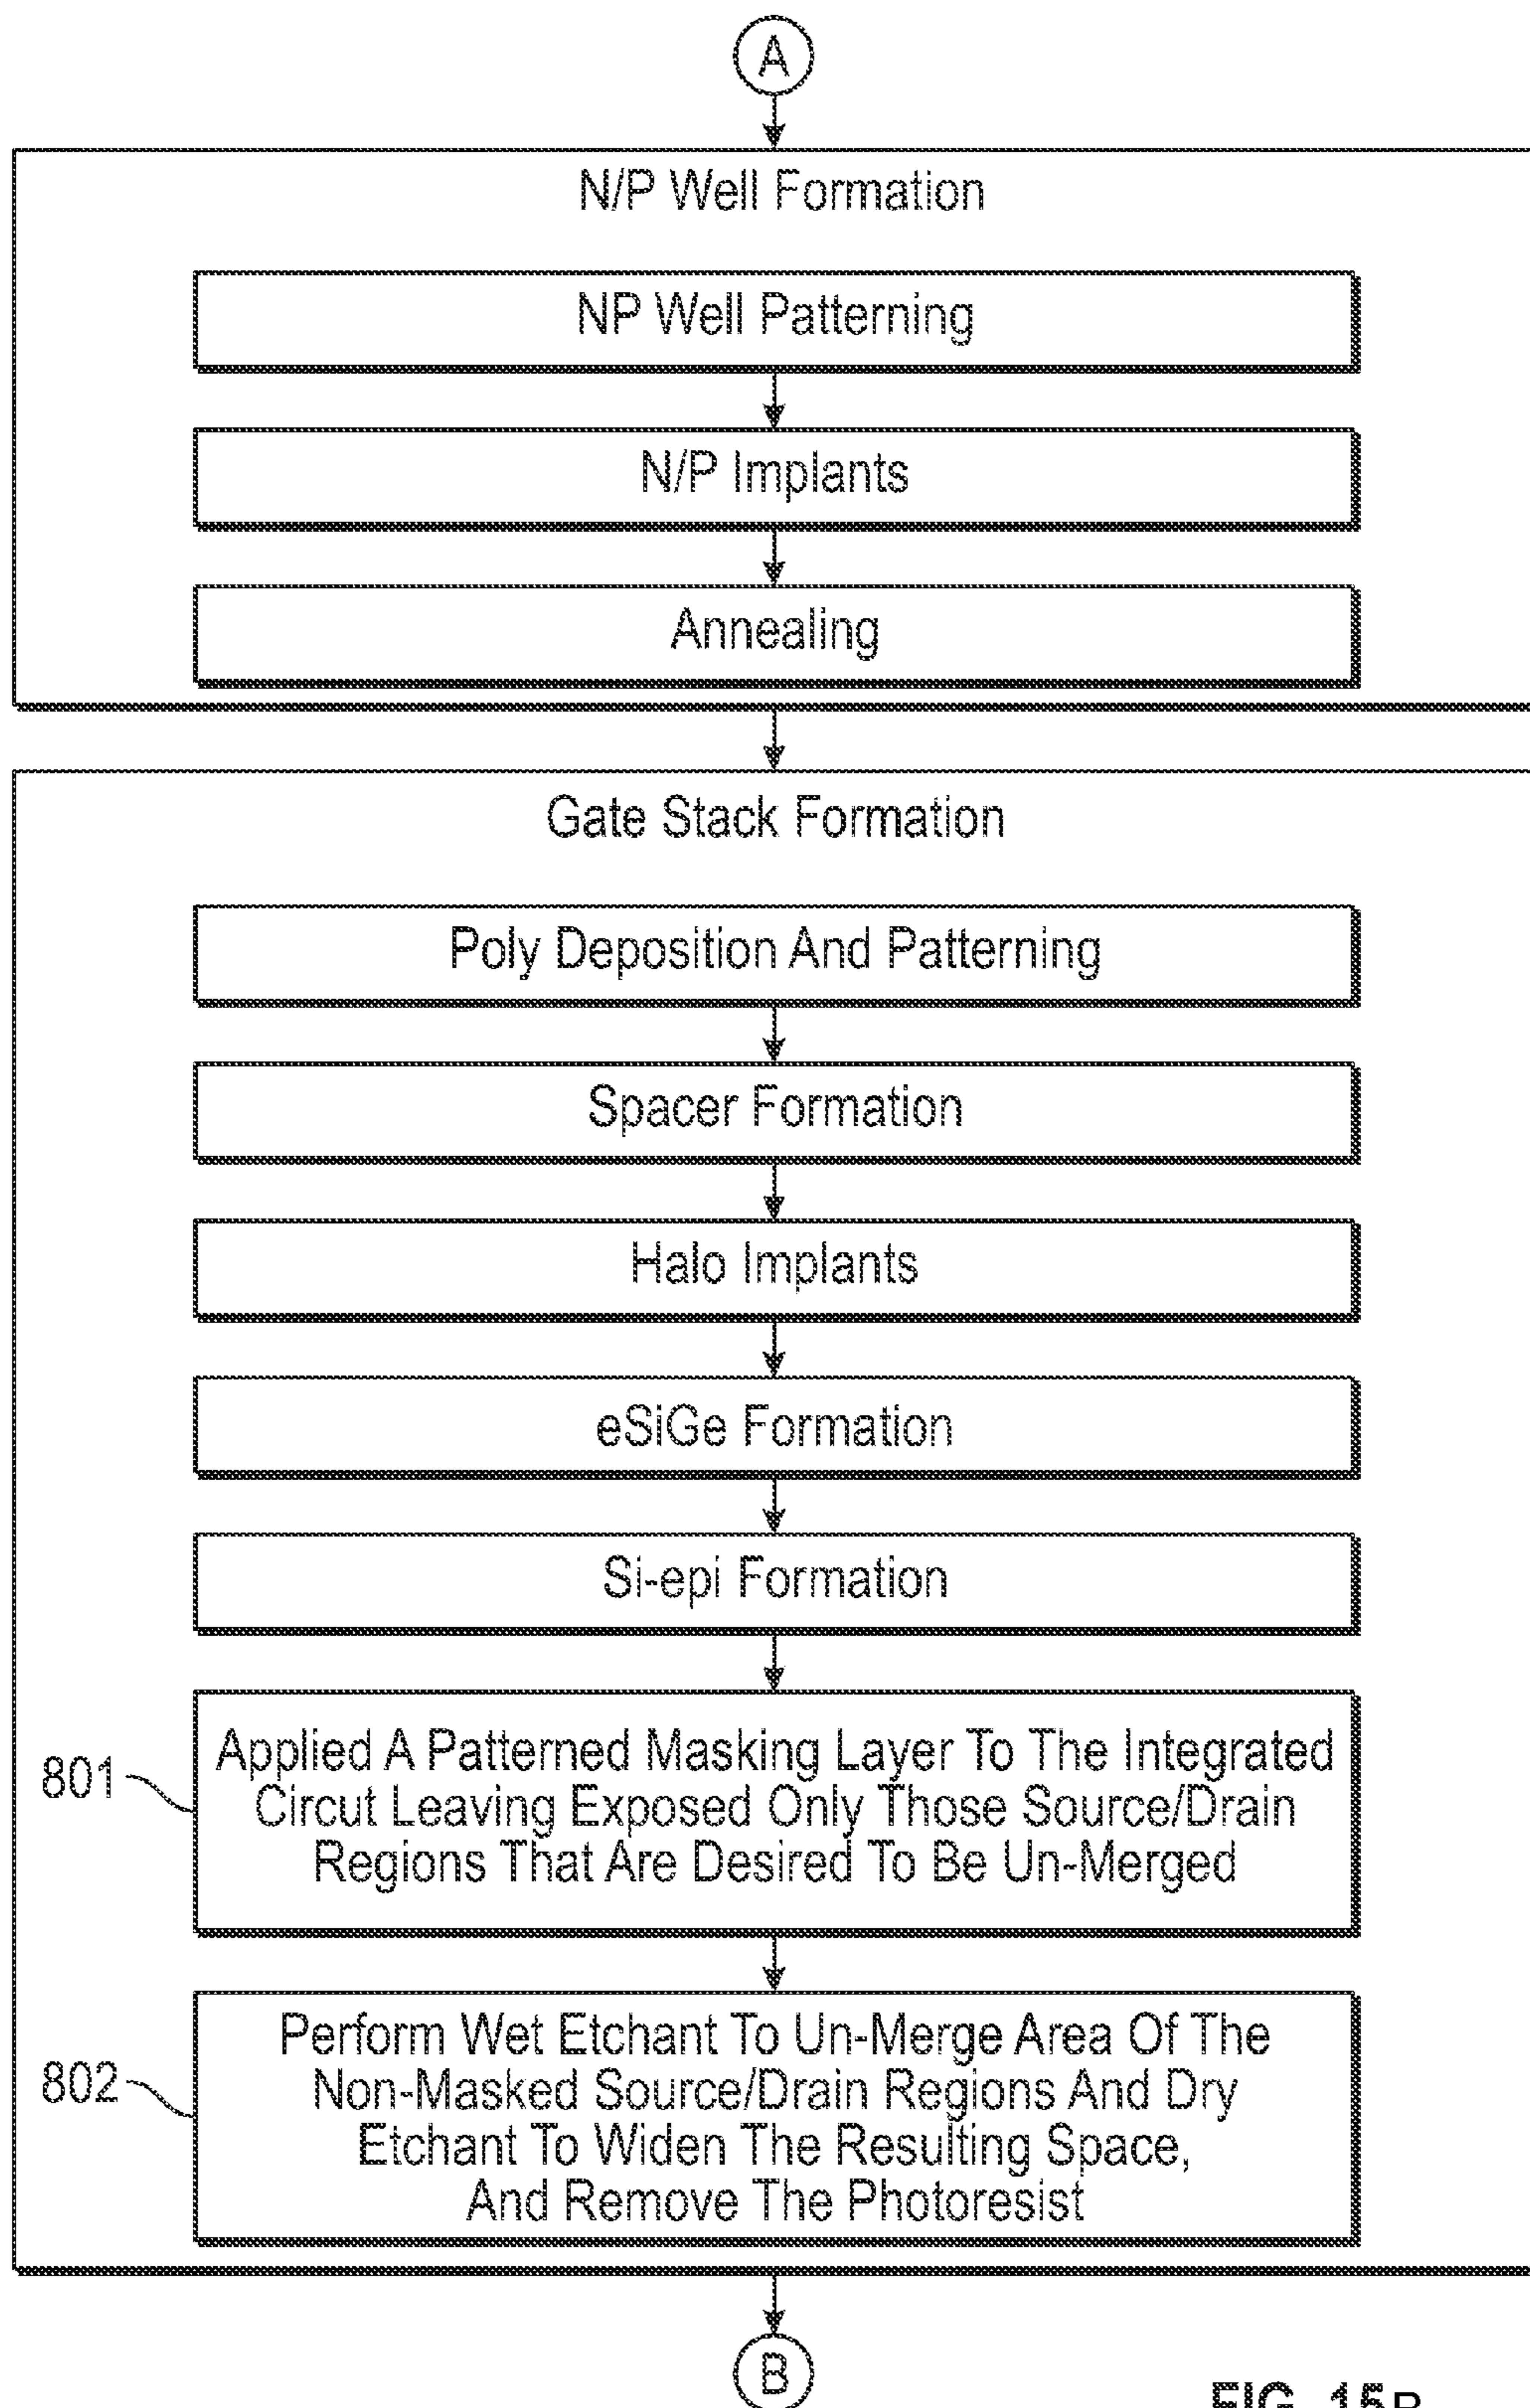 A
N/P Well Formation
NP Well Patterning
N/P Implants
Annealing
Gate Stack Formation
Poly Deposition And Patterning
Spacer Formation
Halo Implants
eSiGe Formation
Si-epi Formation
801
Applied A Patterned Masking Layer To The Integrated
Circut Leaving Exposed Only Those Source/Drain
Regions That Are Desired To Be Un-Merged
802
Perform Wet Etchant To Un-Merge Area Of The
Non-Masked Source/Drain Regions And Dry
Etchant To Widen The Resulting Space,
And Remove The Photoresist
B
FIG. 15B